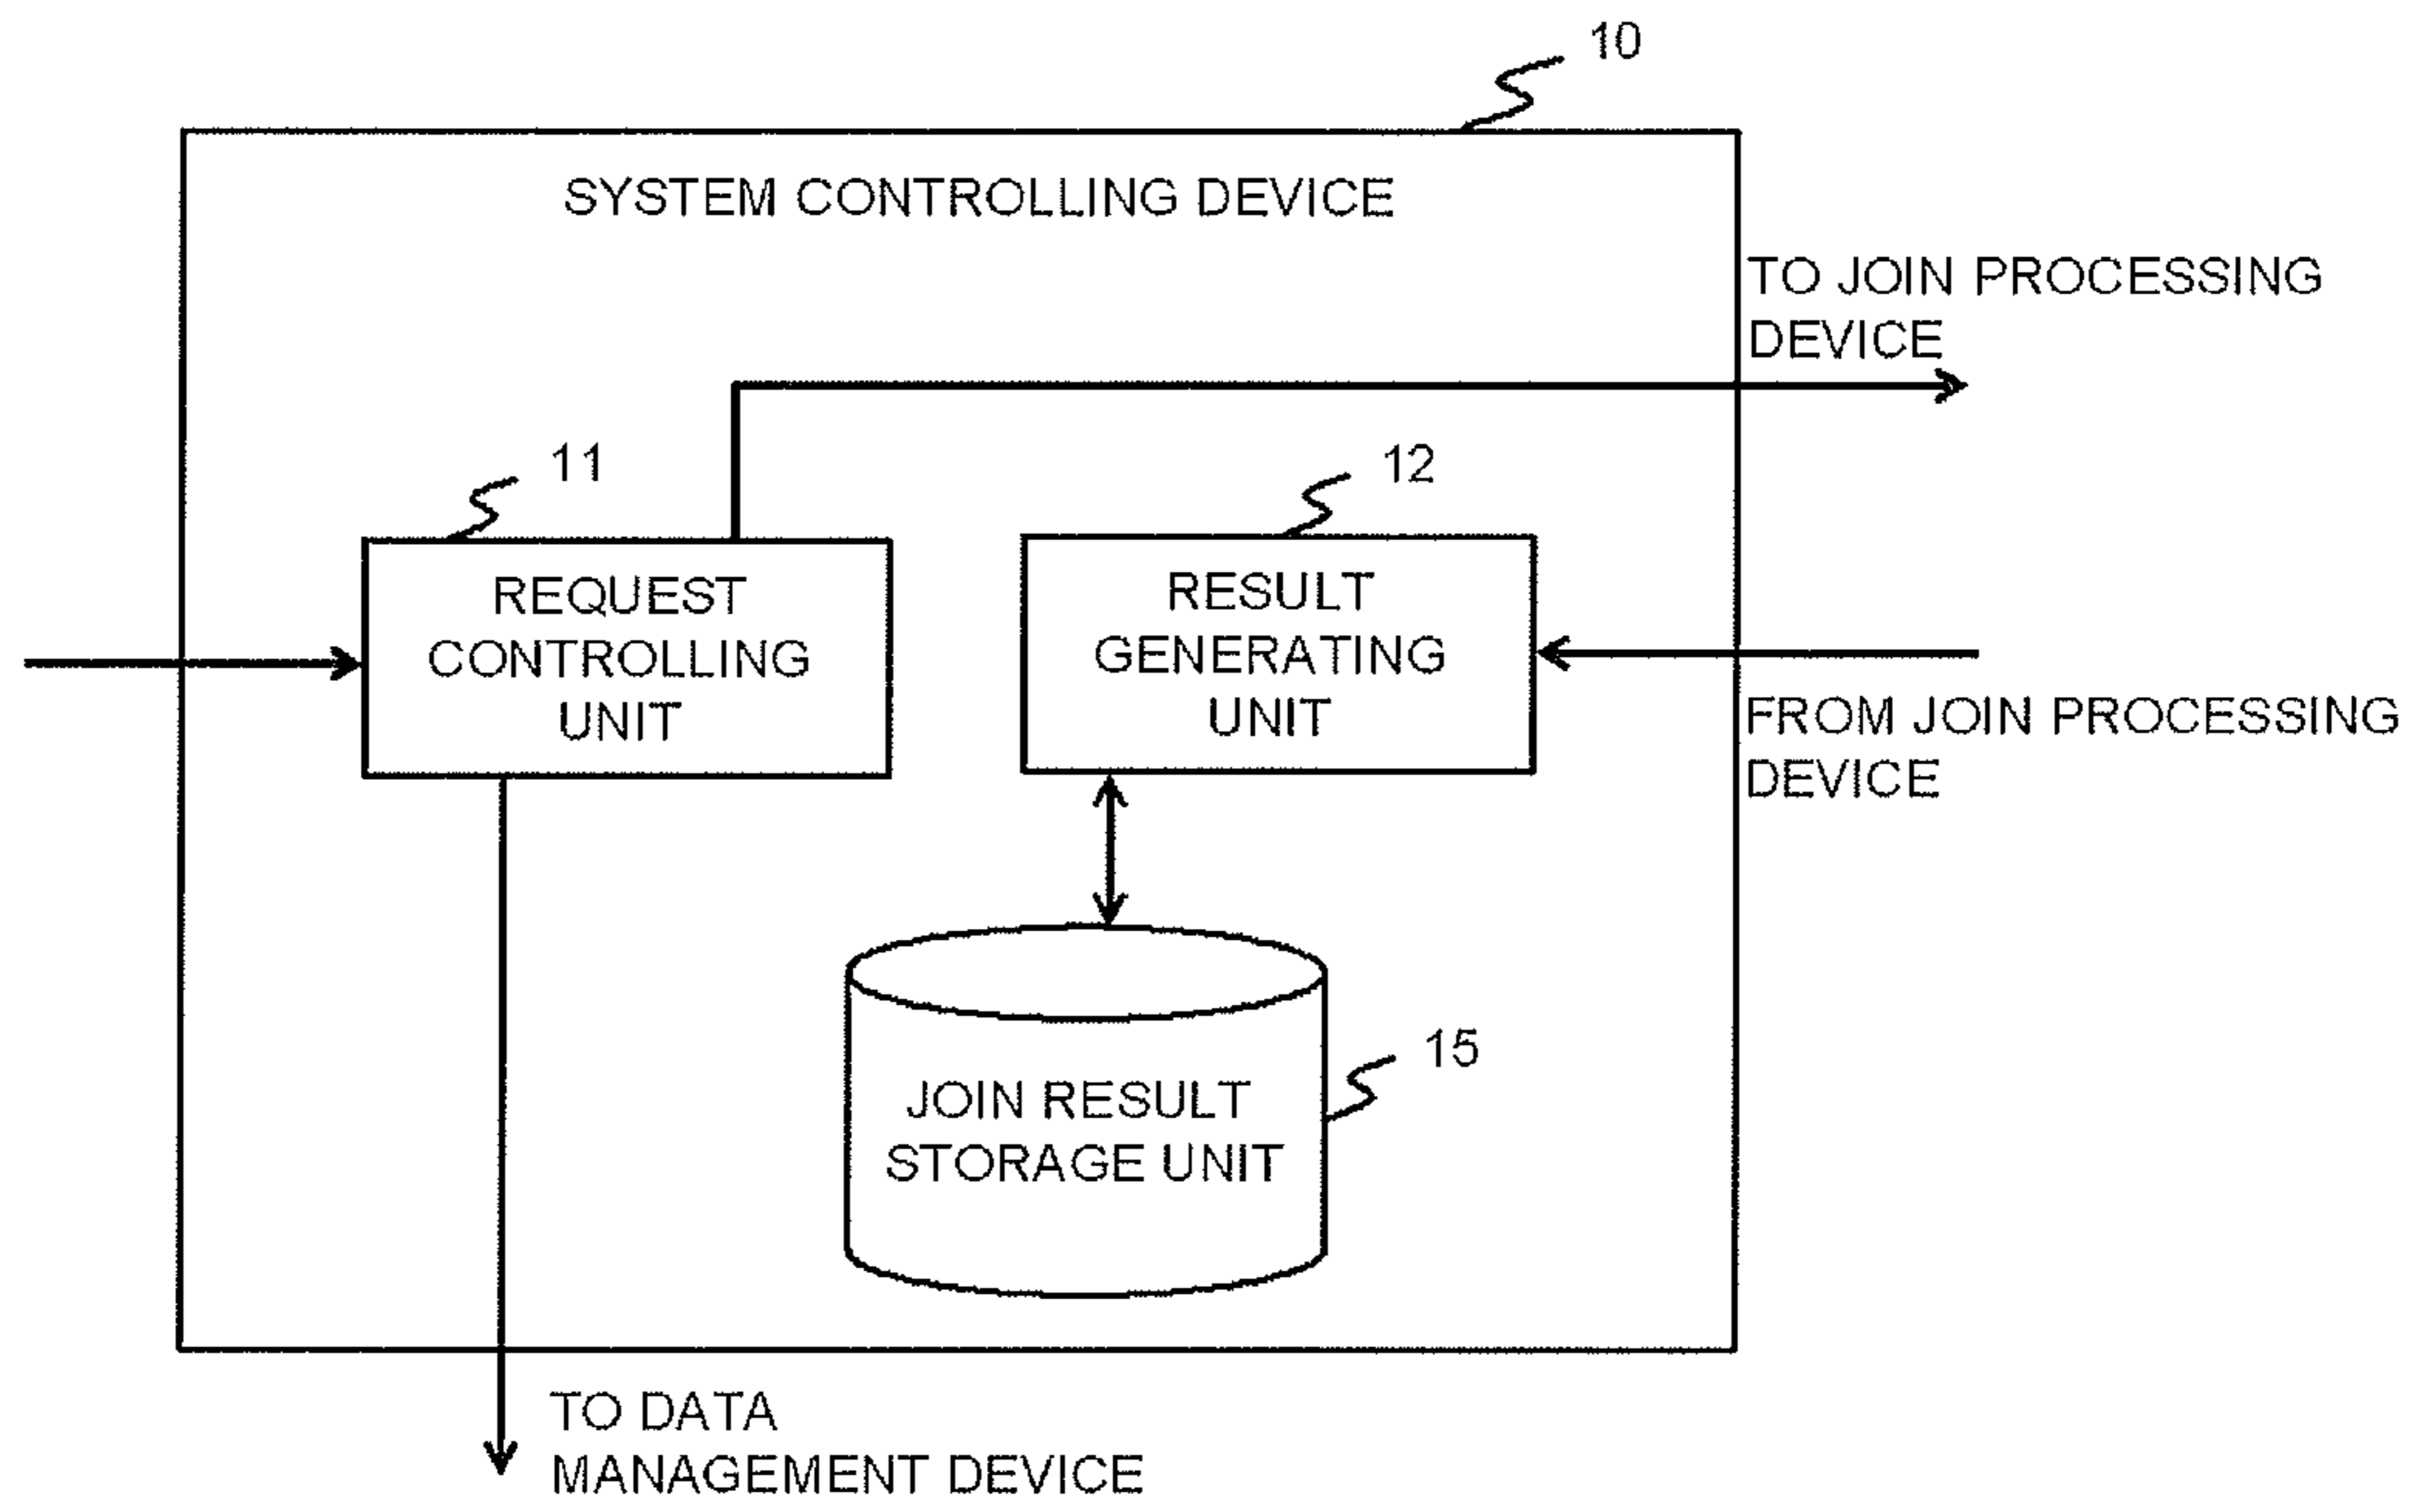 10
SYSTEM CONTROLLING DEVICE
TO JOIN PROCESSING
DEVICE
11
12
REQUEST
CONTROLLING
UNIT
RESULT
GENERATING
UNIT
FROM JOIN PROCESSING
DEVICE
15
JOIN RESULT
STORAGE UNIT
TO DATA
MANAGEMENT DEVICE